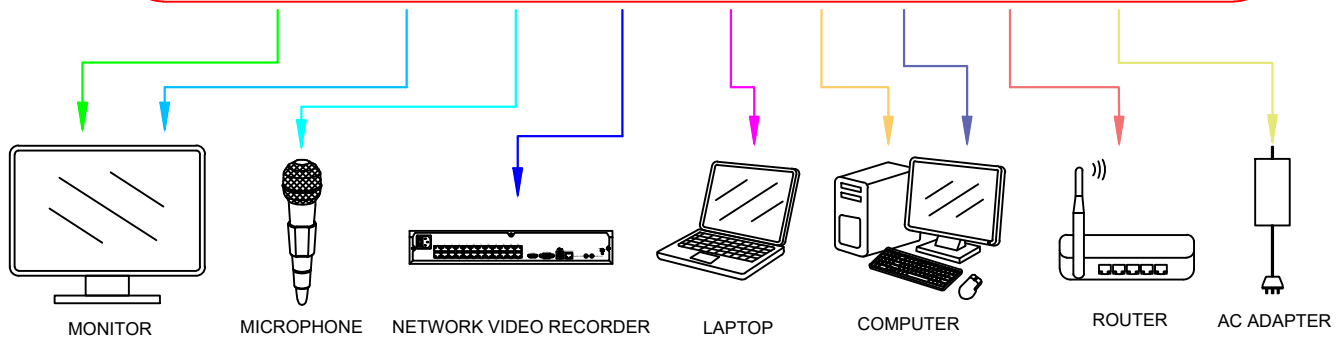 MONITOR
MICROPHONE
NETWORK VIDEO RECORDER
LAPTOP
COMPUTER
ROUTER
AC ADAPTER